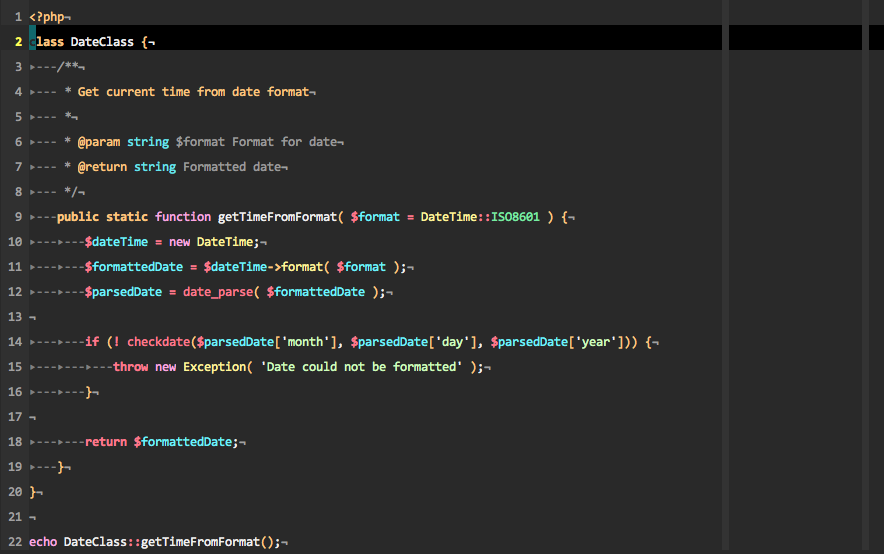 1 <?php¬
2 class DateClass {¬
3 ▸---/**¬
4 ▸--- * Get current time from date format¬
5 ▸--- *¬
6 ▸--- * @param string $format Format for date¬
7 ▸--- * @return string Formatted date¬
8 ▸--- */¬
9 ▸---public static function getTimeFromFormat( $format = DateTime::ISO8601 ) {¬
10 ▸---▸---$dateTime = new DateTime;¬
11 ▸---▸---$formattedDate = $dateTime->format( $format );¬
12 ▸---▸---$parsedDate = date_parse( $formattedDate );¬
13 ¬
14 ▸---▸---if (! checkdate($parsedDate['month'], $parsedDate['day'], $parsedDate['year'])) {¬
15 ▸---▸---▸---throw new Exception( 'Date could not be formatted' );¬
16 ▸---▸---}¬
17 ¬
18 ▸---▸---return $formattedDate;¬
19 ▸---}¬
20 }¬
21 ¬
22 echo DateClass::getTimeFromFormat();¬